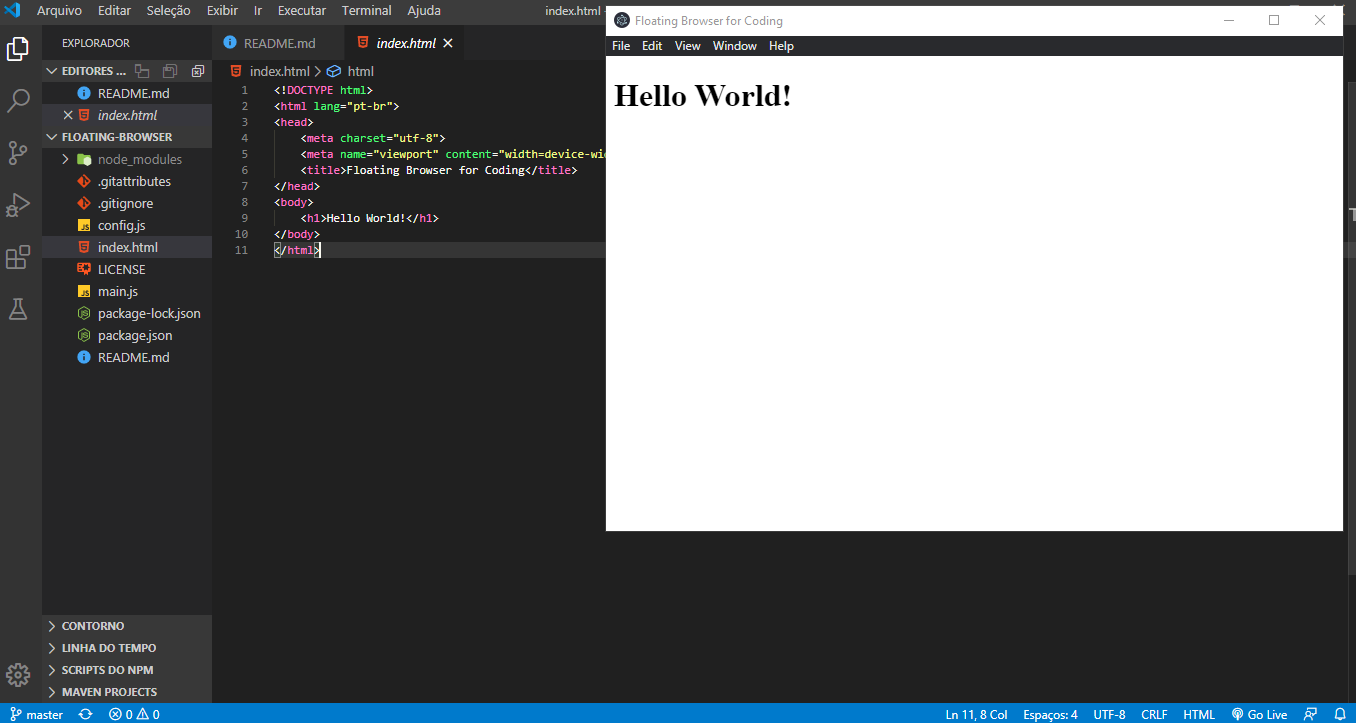 Arquivo Editar Seleção Exibir Ir Executar Terminal Ajuda index.html -
EXPLORADOR
EDITORES ...
README.md
index.html
FLOATING-BROWSER
node_modules
.gitattributes
.gitignore
config.js
index.html
LICENSE
main.js
package-lock.json
package.json
README.md
CONTORNO
LINHA DO TEMPO
SCRIPTS DO NPM
MAVEN PROJECTS
README.md index.html
index.html > html
1 <!DOCTYPE html>
2 <html lang="pt-br">
3 <head>
4 <meta charset="utf-8">
5 <meta name="viewport" content="width=device-wi
6 <title>Floating Browser for Coding</title>
7 </head>
8 <body>
9 <h1>Hello World!</h1>
10 </body>
11 </html>
Floating Browser for Coding
File Edit View Window Help
Hello World!
master 0 0 Ln 11, 8 Col Espaços: 4 UTF-8 CRLF HTML Go Live